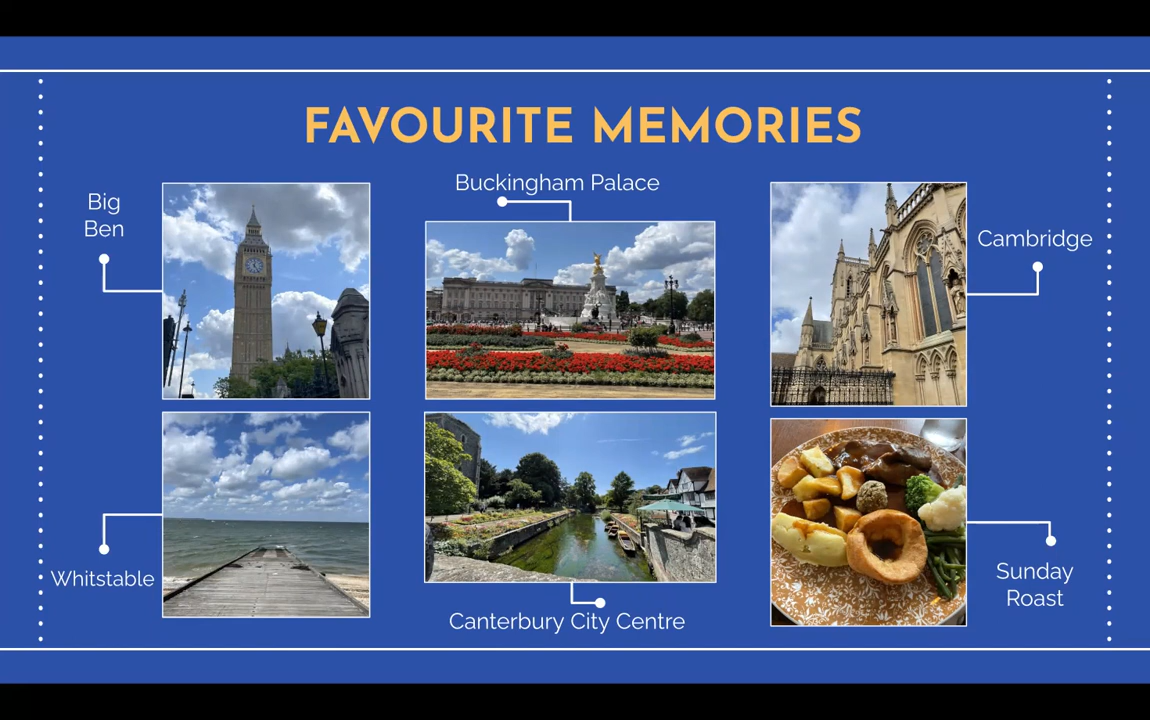 FAVOURITE MEMORIES
Big
Ben
Buckingham Palace
Cambridge
Whitstable
Canterbury City Centre
Sunday
Roast